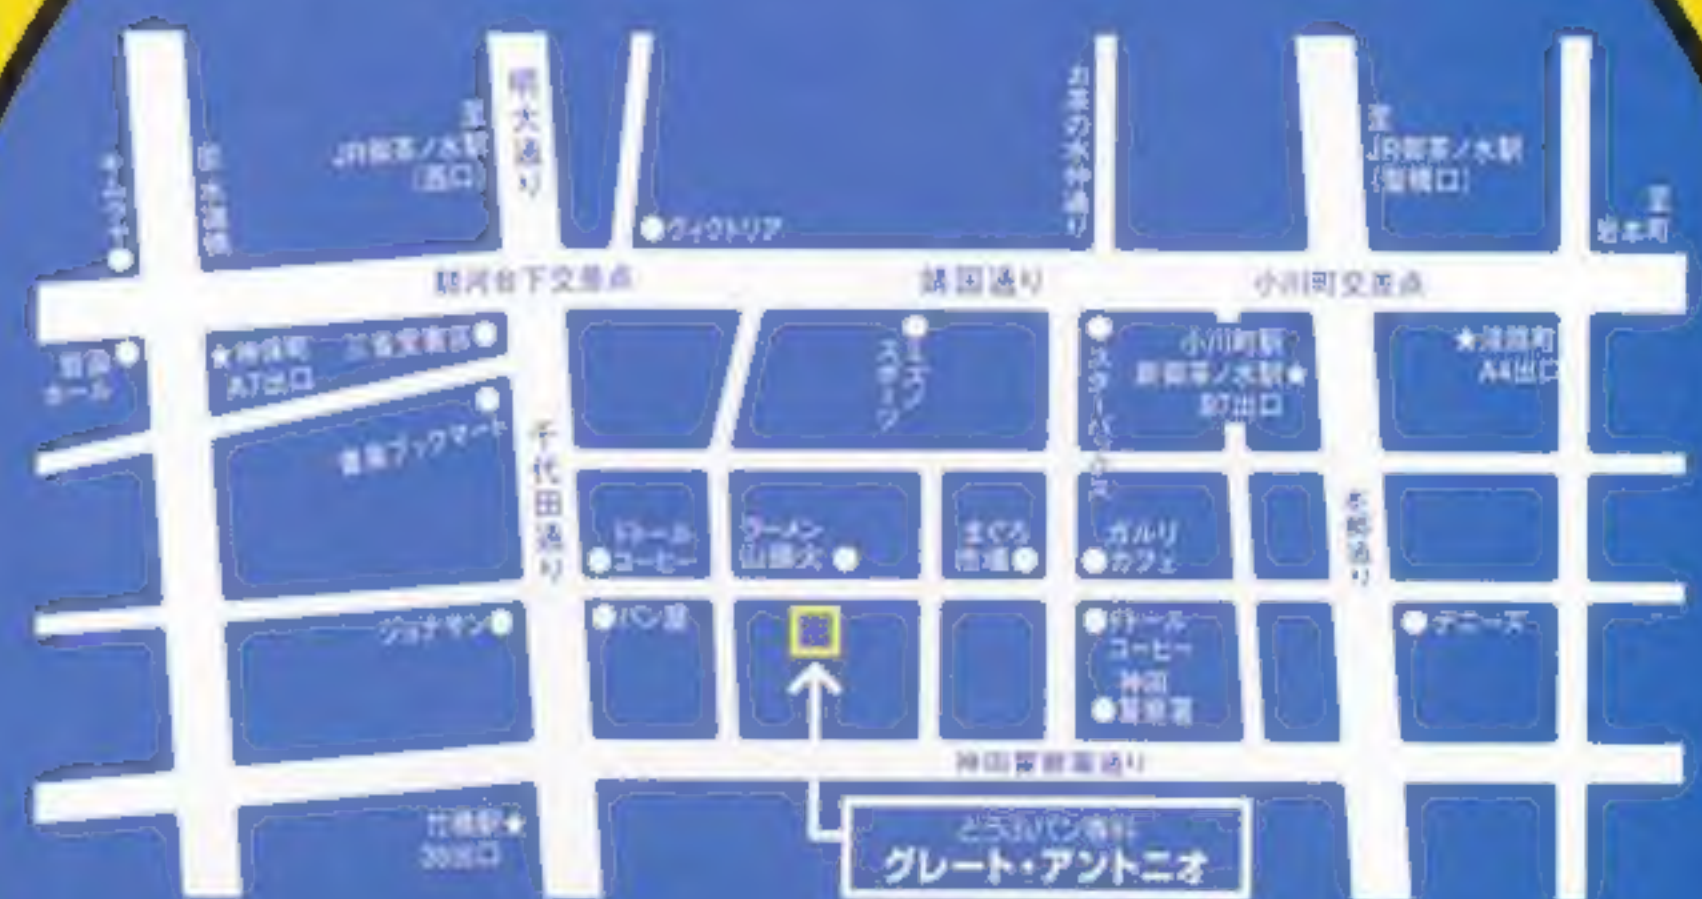 明大通り
至
JR御茶ノ水駅
(西口)
至水道橋
ヴィクトリア
お茶の水仲通り
至
JR御茶ノ水駅
(聖橋口)
至
岩本町
駿河台下交差点
靖国通り
小川町交差点
岩波
ホール
★神保町
A7出口
三省堂書店
ミズノ
スポーツ
スターバックス
小川町駅
新御茶ノ水駅★
B7出口
★淡路町
A4出口
書泉ブックマート
千代田通り
ドトール
コーヒー
ラーメン
山頭火
まぐろ
市場
ガルリ
カフェ
本郷通り
ジョナサン
パン屋
ドトール
コーヒー
神田
警察署
デニーズ
神田警察署通り
竹橋駅★
3b出口
グレート・アントニオ